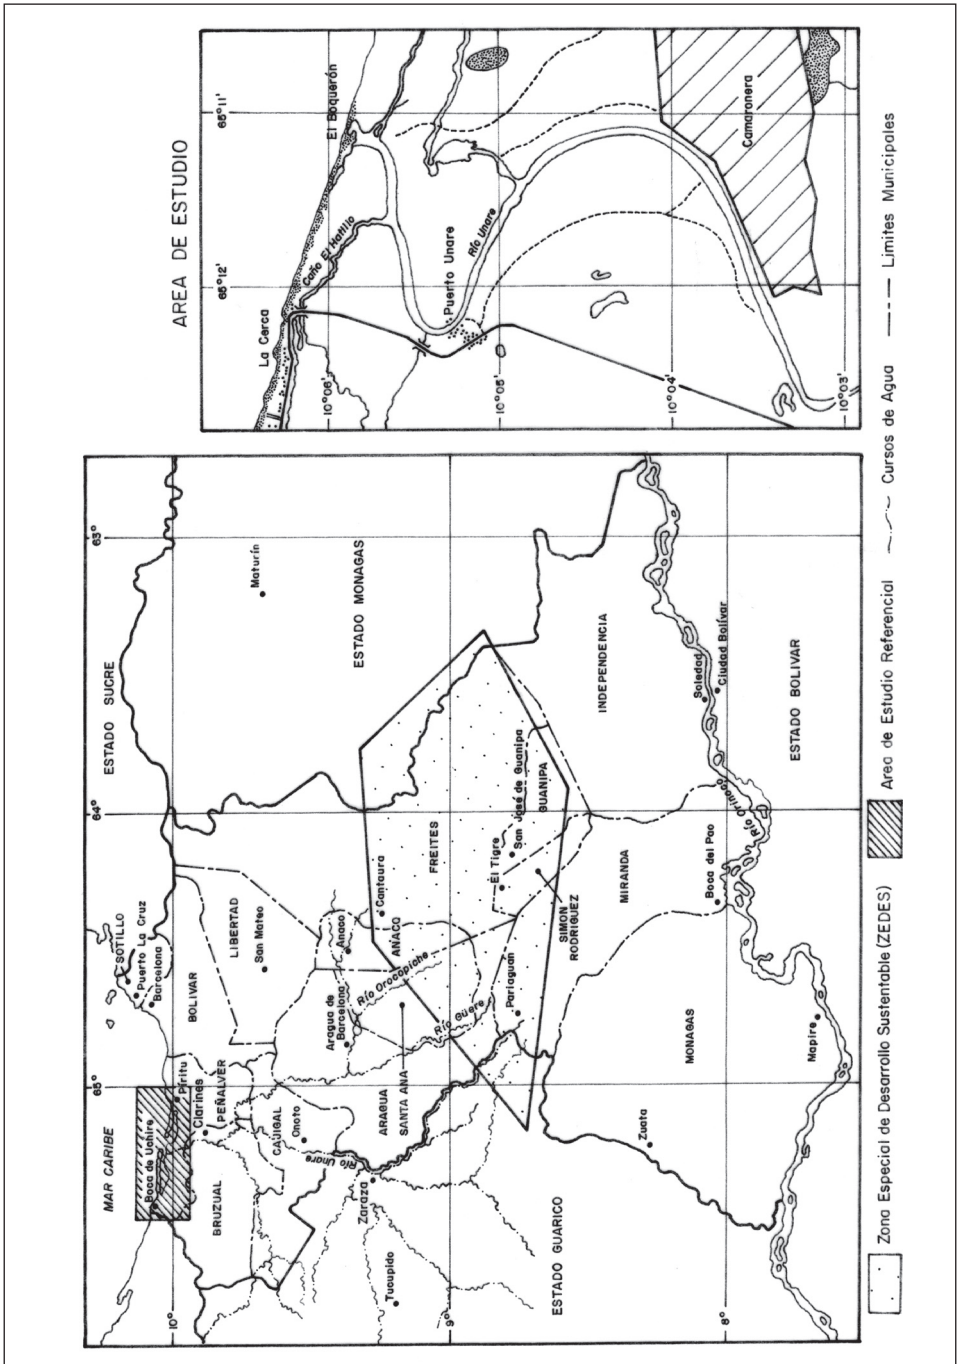 AREA DE ESTUDIO
65°12'
65°11'
La Cerca
Caño El Hatillo
El Boquerón
10°06'
Puerto Unare
Río Unare
10°05'
10°04'
10°03'
Camaronera
65°
64°
63°
10°
9°
8°
MAR CARIBE
ESTADO SUCRE
Boca de Uchire
Píritu
Clarines
PEÑALVER
BRUZUAL
CAJIGAL
Onoto
Río Unare
Zaraza
Tucupido
SOTILLO
Puerto La Cruz
Barcelona
BOLIVAR
LIBERTAD
San Mateo
Maturín
ESTADO MONAGAS
Aragua de
Barcelona
Anaco
ANACO
Cantaura
Río Orocopiche
Río Güere
ARAGUA
SANTA ANA
FREITES
Pariaguan
El Tigre
San José de Guanipa
GUANIPA
SIMON
RODRIGUEZ
MIRANDA
INDEPENDENCIA
ESTADO GUARICO
Zuata
MONAGAS
Mapire
Boca del Pao
Río Orinoco
Soledad
Ciudad Bolívar
ESTADO BOLIVAR
Zona Especial de Desarrollo Sustentable (ZEDES)
Area de Estudio Referencial
Cursos de Agua
Limites Municipales